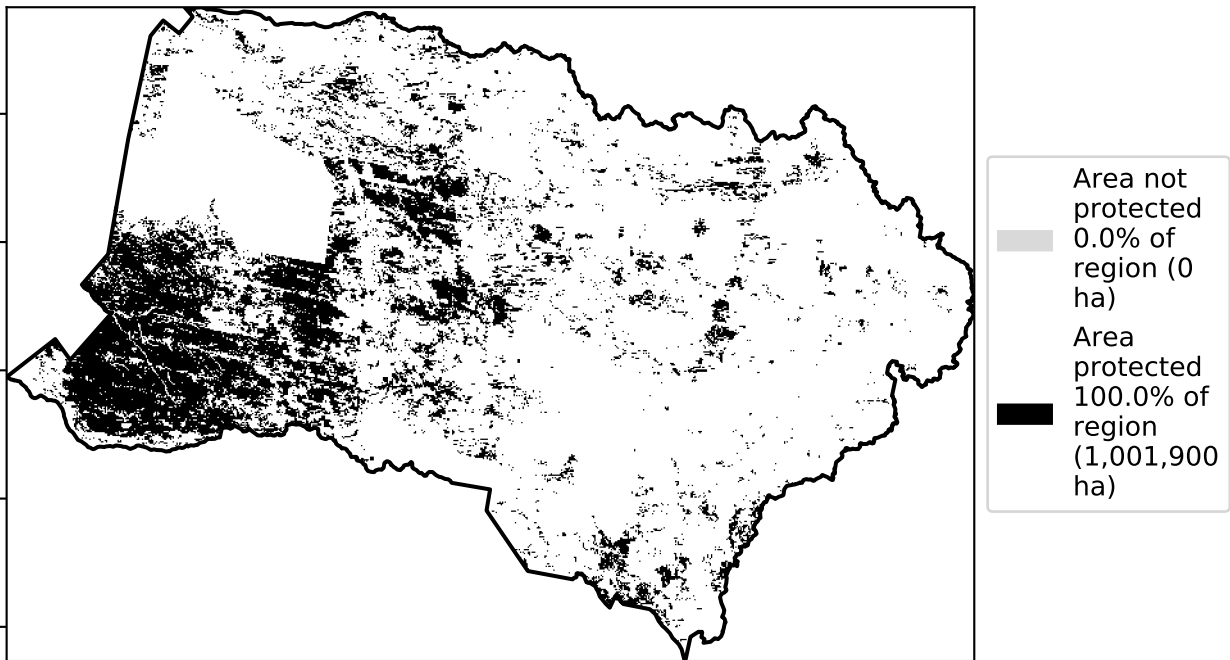 Area not
protected
0.0% of
region (0
ha)
Area
protected
100.0% of
region
(1,001,900
ha)